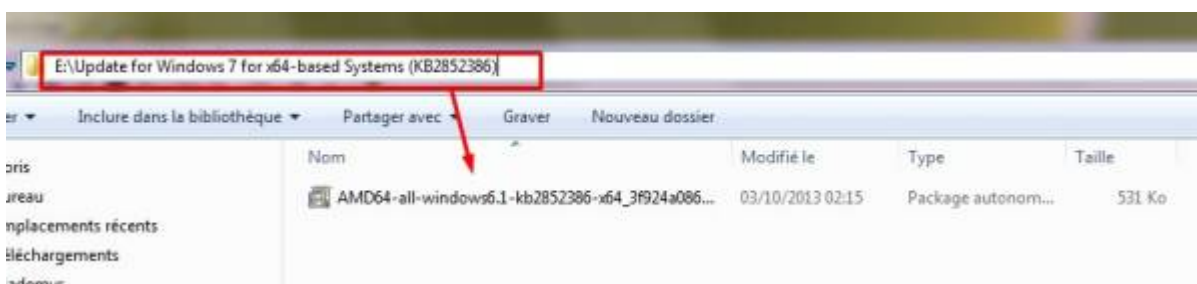 E:\Update for Windows 7 for x64-based Systems (KB2852386)
er Inclure dans la bibliothèque Partager avec Graver Nouveau dossier
Nom Modifié le Type Taille
oris
ureau
AMD64-all-windows6.1-kb2852386-x64_3f924a086... 03/10/2013 02:15 Package autonom... 531 Ko
mplacements récents
éléchargements